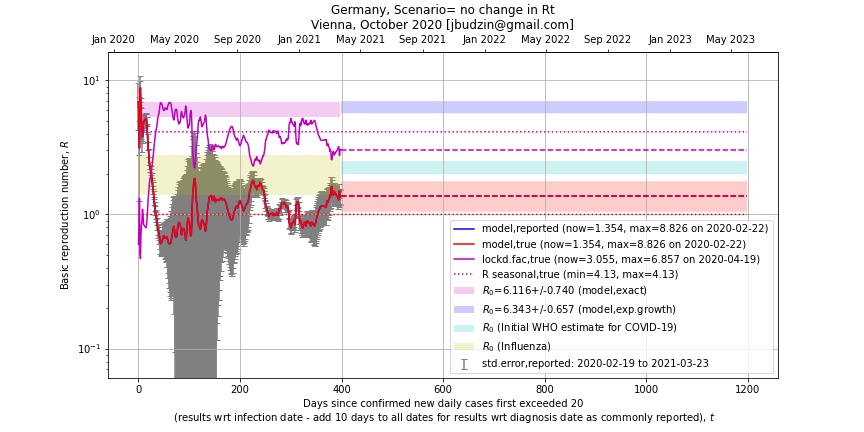 Germany, Scenario= no change in Rt
Vienna, October 2020 [jbudzin@gmail.com]
Jan 2020 May 2020 Sep 2020 Jan 2021 May 2021 Sep 2021 Jan 2022 May 2022 Sep 2022 Jan 2023 May 2023
10¹
10⁰
10⁻¹
Basic reproduction number, R
model,reported (now=1.354, max=8.826 on 2020-02-22)
model,true (now=1.354, max=8.826 on 2020-02-22)
lockd.fac,true (now=3.055, max=6.857 on 2020-04-19)
R seasonal,true (min=4.13, max=4.13)
R₀=6.116+/-0.740 (model,exact)
R₀=6.343+/-0.657 (model,exp.growth)
R₀ (Initial WHO estimate for COVID-19)
R₀ (Influenza)
std.error,reported: 2020-02-19 to 2021-03-23
0 200 400 600 800 1000 1200
Days since confirmed new daily cases first exceeded 20
(results wrt infection date - add 10 days to all dates for results wrt diagnosis date as commonly reported), t